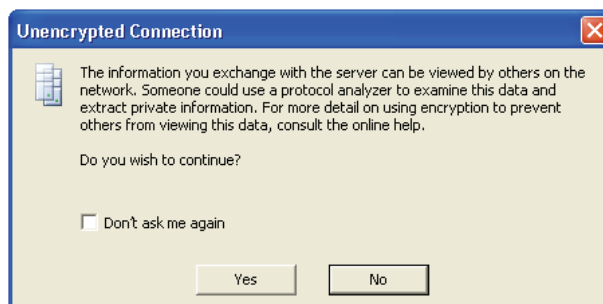 Unencrypted Connection
The information you exchange with the server can be viewed by others on the
network. Someone could use a protocol analyzer to examine this data and
extract private information. For more detail on using encryption to prevent
others from viewing this data, consult the online help.
Do you wish to continue?
Don't ask me again
Yes
No